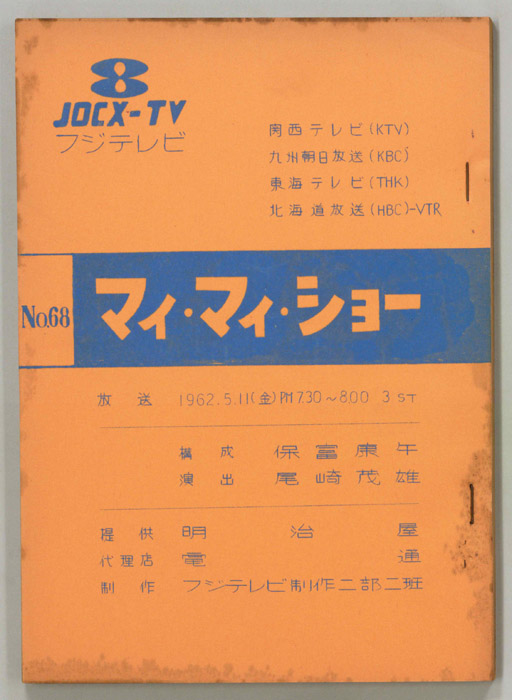 8
JOCX-TV
フジテレビ
関西テレビ(KTV)
九州朝日放送(KBC)
東海テレビ(THK)
北海道放送(HBC)-VTR
No.68
マイ・マイ・ショー
放送 1962.5.11(金)PM7.30～8.00 3 ST
構成 保富庚午
演出 尾崎茂雄
提供 明治屋
代理店 電通
制作 フジテレビ制作二部二班